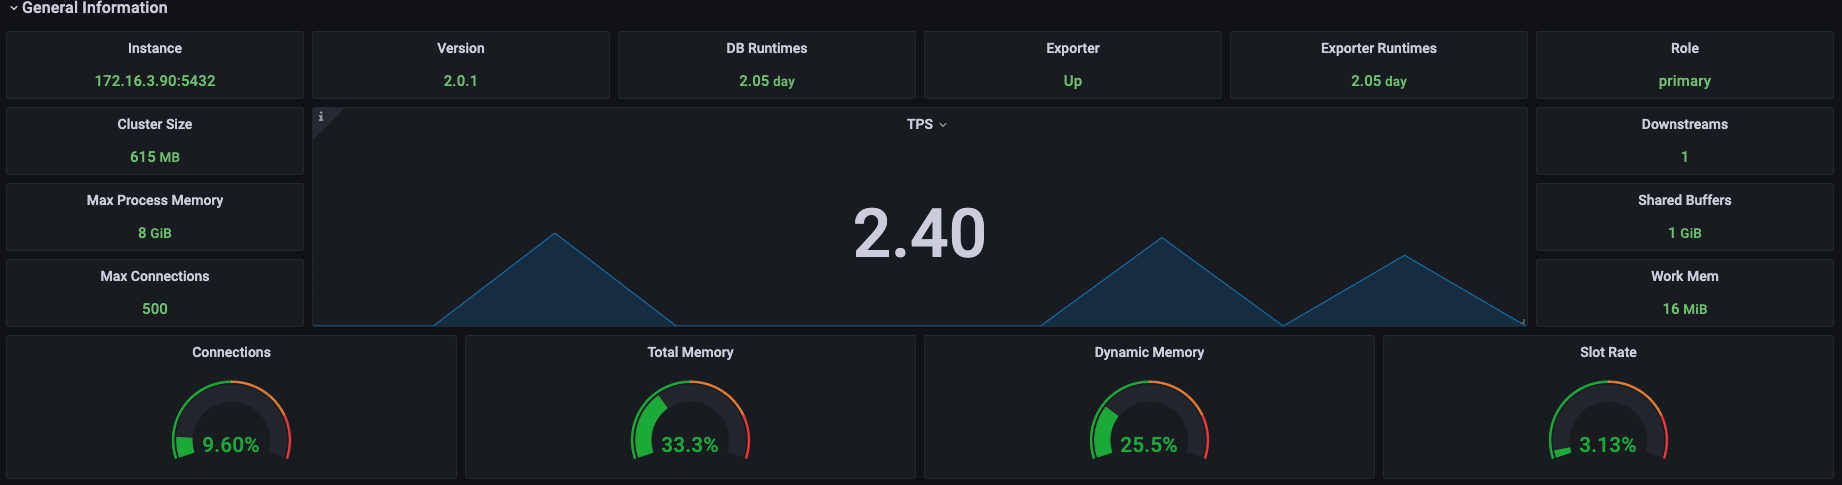 General Information
Instance
172.16.3.90:5432
Version
2.0.1
DB Runtimes
2.05 day
Exporter
Up
Exporter Runtimes
2.05 day
Role
primary
Cluster Size
615 MB
TPS
2.40
Downstreams
1
Max Process Memory
8 GiB
Shared Buffers
1 GiB
Max Connections
500
Work Mem
16 MiB
Connections
9.60%
Total Memory
33.3%
Dynamic Memory
25.5%
Slot Rate
3.13%